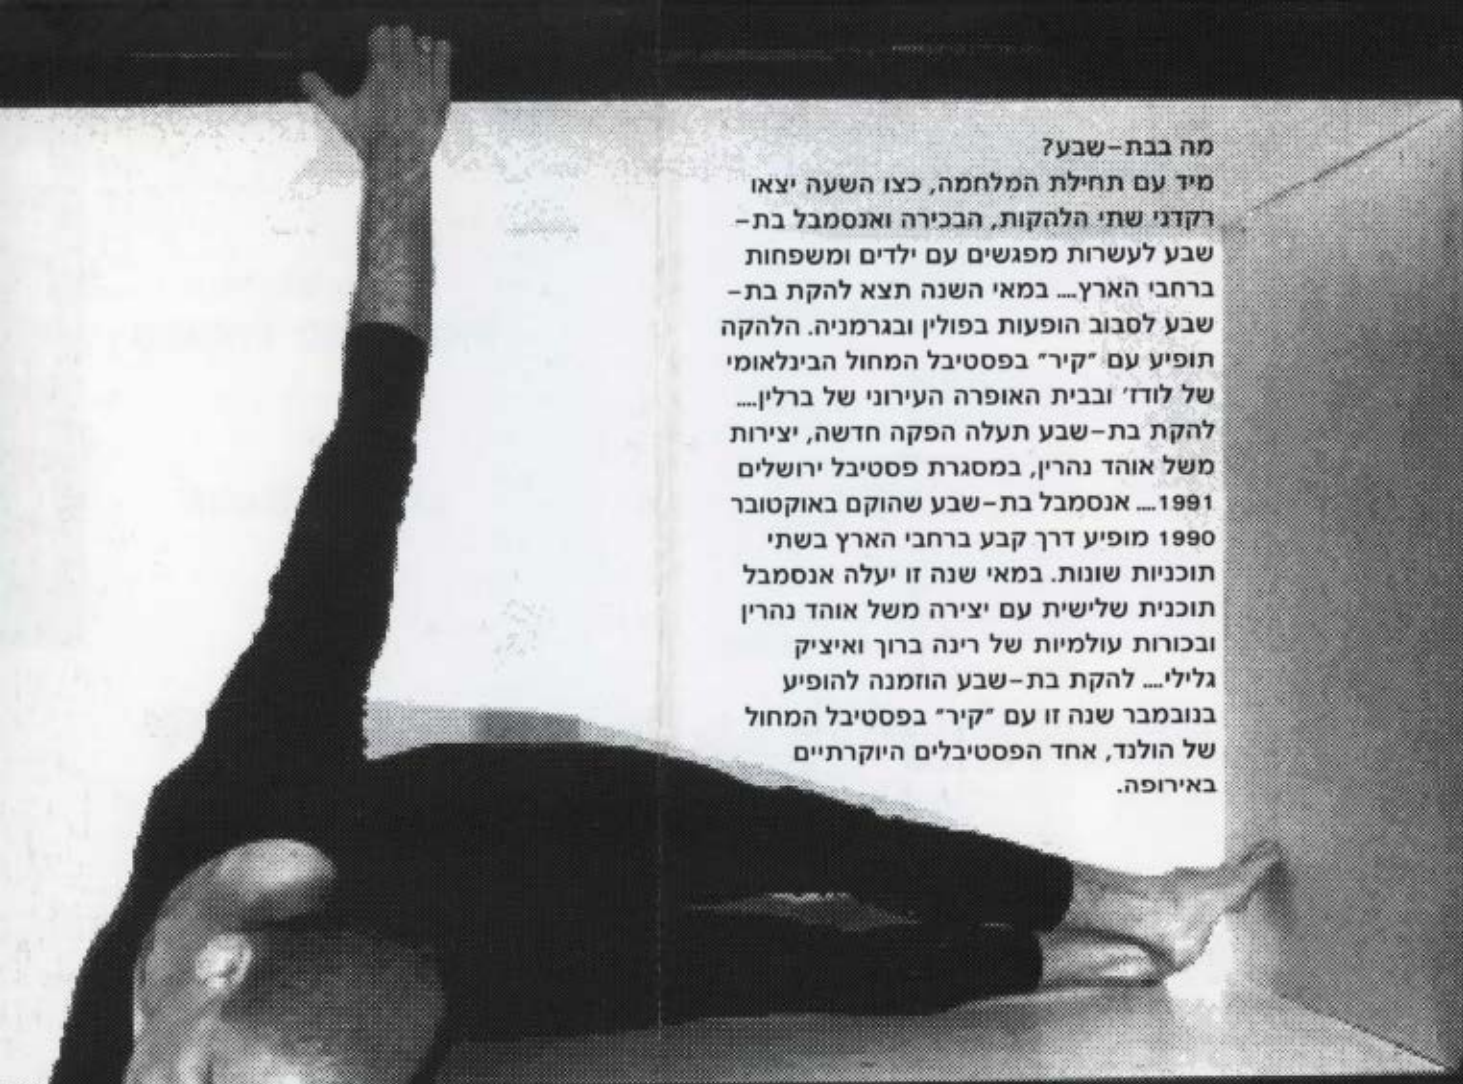 מה בבת–שבע?
מיד עם תחילת המלחמה, כצו השעה יצאו
רקדני שתי הלהקות, הבכירה ואנסמבל בת–
שבע לעשרות מפגשים עם ילדים ומשפחות
ברחבי הארץ.... במאי השנה תצא להקת בת–
שבע לסבוב הופעות בפולין ובגרמניה. הלהקה
תופיע עם ״קיר״ בפסטיבל המחול הבינלאומי
של לודז׳ ובבית האופרה העירוני של ברלין....
להקת בת–שבע תעלה הפקה חדשה, יצירות
משל אוהד נהרין, במסגרת פסטיבל ירושלים
1991.... אנסמבל בת–שבע שהוקם באוקטובר
1990 מופיע דרך קבע ברחבי הארץ בשתי
תוכניות שונות. במאי שנה זו יעלה אנסמבל
תוכנית שלישית עם יצירה משל אוהד נהרין
ובכורות עולמיות של רינה ברוך ואיציק
גלילי.... להקת בת–שבע הוזמנה להופיע
בנובמבר שנה זו עם ״קיר״ בפסטיבל המחול
של הולנד, אחד הפסטיבלים היוקרתיים
באירופה.